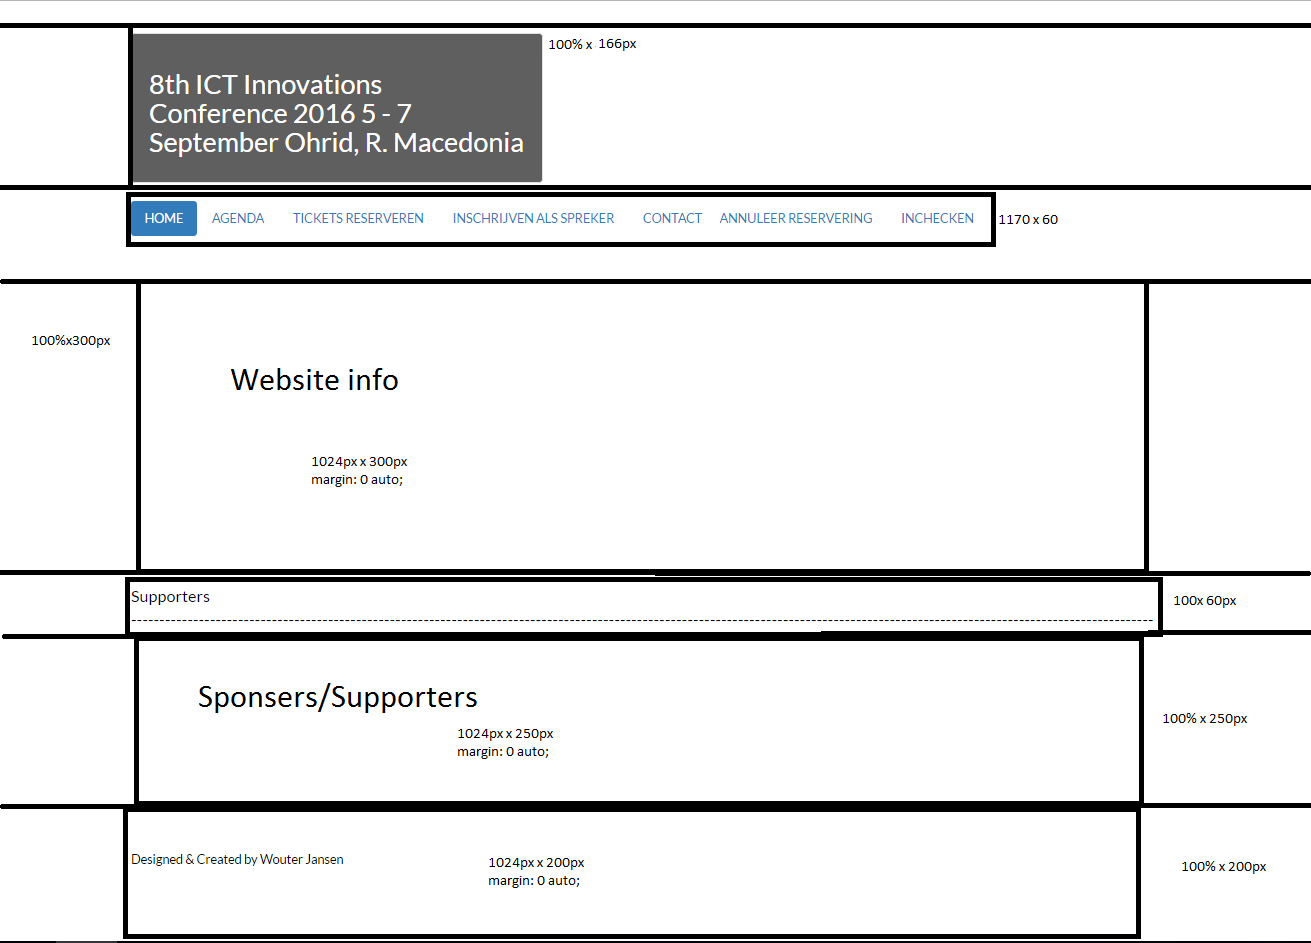 8th ICT Innovations
Conference 2016 5 - 7
September Ohrid, R. Macedonia
100% x 166px
HOME AGENDA TICKETS RESERVEREN INSCHRIJVEN ALS SPREKER CONTACT ANNULEER RESERVERING INCHECKEN
1170 x 60
100%x300px
Website info
1024px x 300px
margin: 0 auto;
Supporters
100x 60px
Sponsers/Supporters
1024px x 250px
margin: 0 auto;
100% x 250px
Designed & Created by Wouter Jansen
1024px x 200px
margin: 0 auto;
100% x 200px